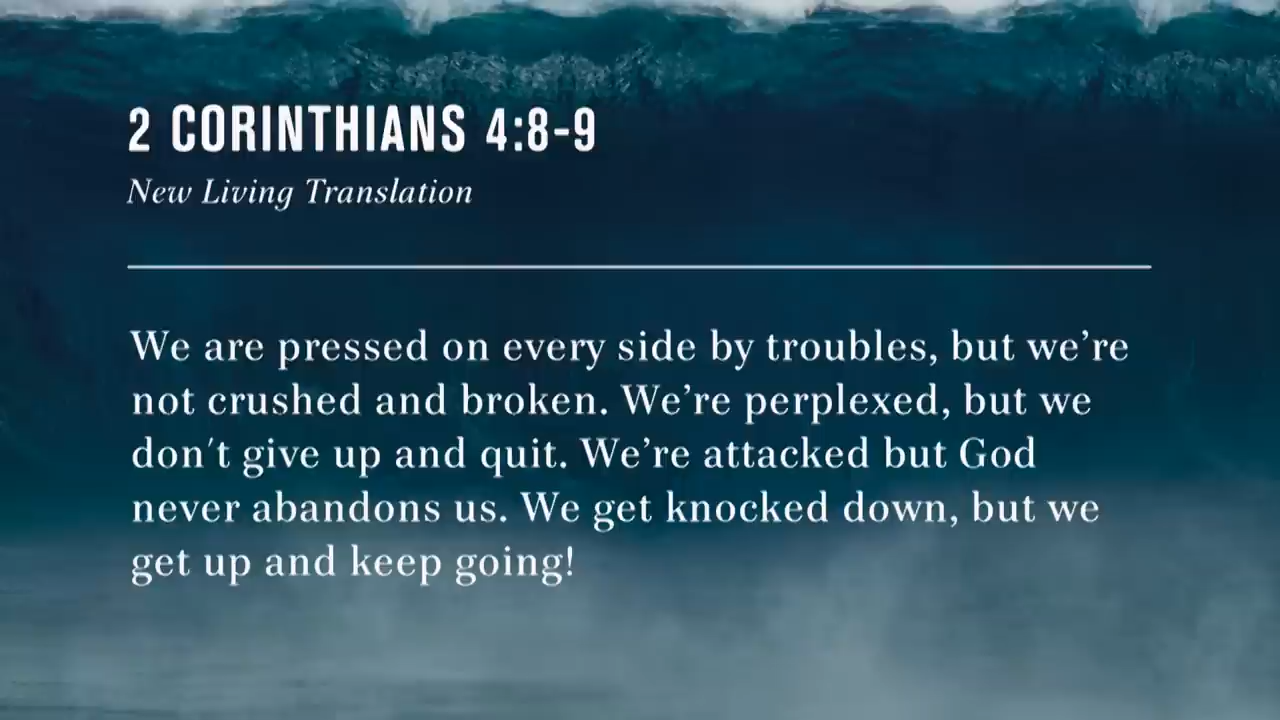 2 CORINTHIANS 4:8-9
New Living Translation
We are pressed on every side by troubles, but we’re
not crushed and broken. We’re perplexed, but we
don't give up and quit. We’re attacked but God
never abandons us. We get knocked down, but we
get up and keep going!